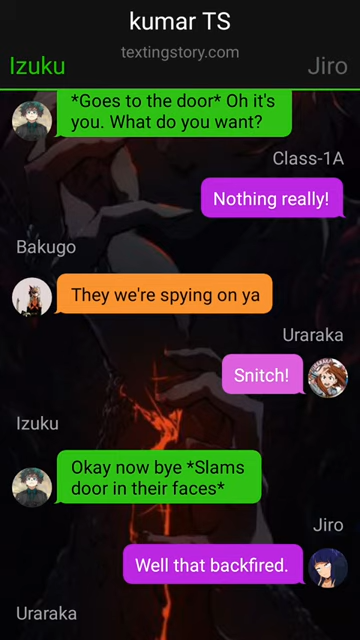 kumar TS
textingstory.com
Izuku
Jiro
*Goes to the door* Oh it's
you. What do you want?
Class-1A
Nothing really!
Bakugo
They we're spying on ya
Uraraka
Snitch!
Izuku
Okay now bye *Slams
door in their faces*
Jiro
Well that backfired.
Uraraka